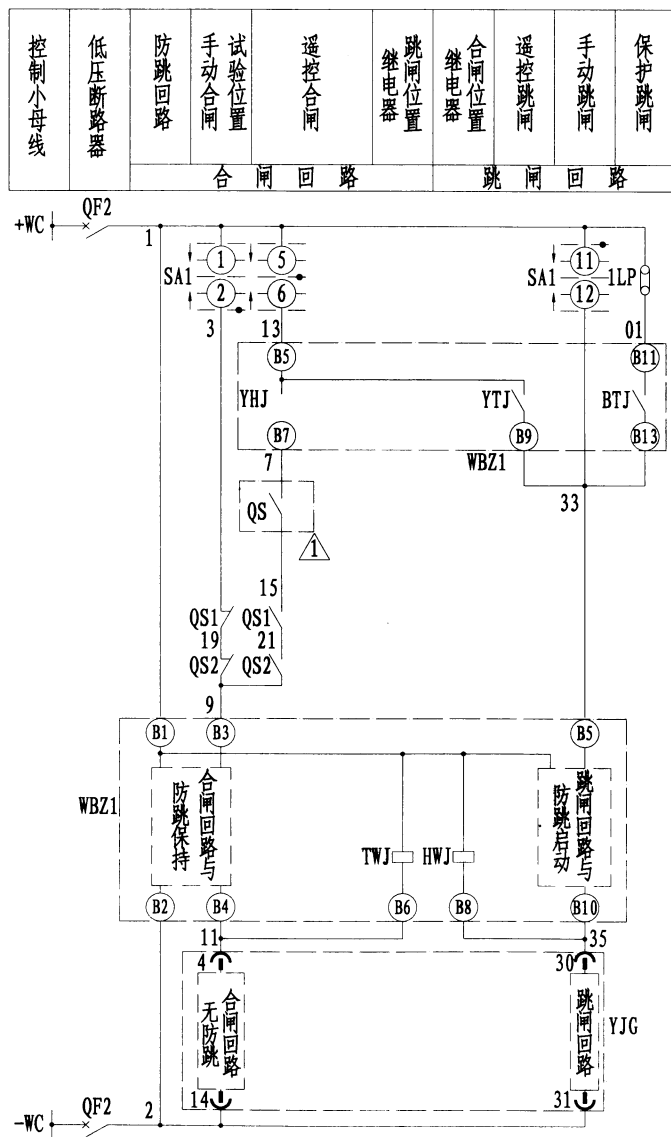 控制小母线
低压断路器
防跳回路
手动合闸
试验位置
遥控合闸
跳闸位置
继电器
合闸位置
继电器
遥控跳闸
手动跳闸
保护跳闸
合闸回路
跳闸回路
+WC
QF2
1
SA1
1
2
5
6
SA1
11
12
1LP
3
13
01
B5
B11
YHJ
YTJ
BTJ
B7
B9
B13
7
WBZ1
33
QS
1
15
QS1
QS1
19
21
QS2
QS2
9
B1
B3
B5
WBZ1
合闸回路与
防跳保持
TWJ
HWJ
跳闸回路与
防跳启动
B2
B4
B6
B8
B10
11
35
4
30
合闸回路
无防跳
跳闸回路
YJG
14
31
-WC
QF2
2